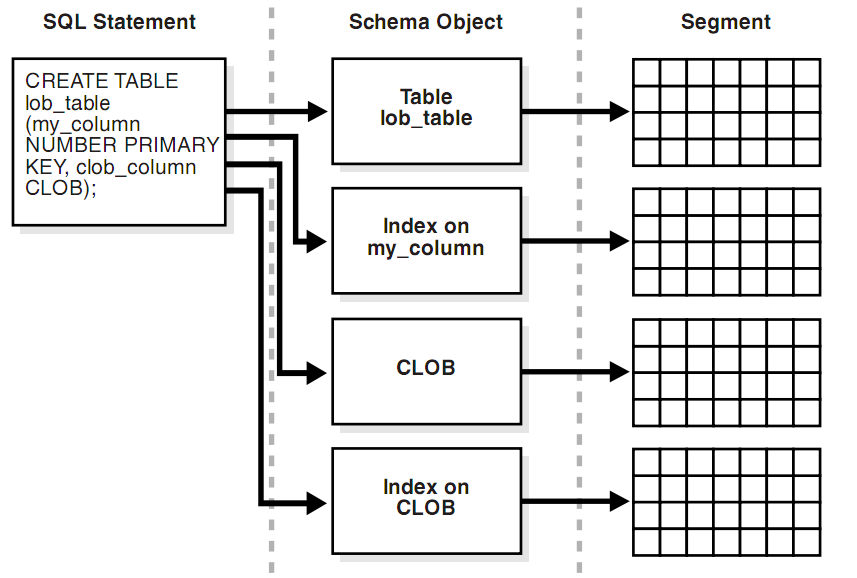 SQL Statement
Schema Object
Segment
CREATE TABLE
lob_table
(my_column
NUMBER PRIMARY
KEY, clob_column
CLOB);
Table
lob_table
Index on
my_column
CLOB
Index on
CLOB